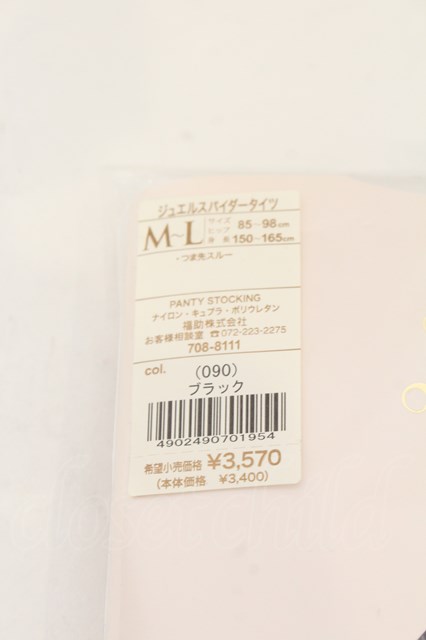 ジュエルスパイダータイツ
M~L
サイズ
ヒップ 85~98cm
身長 150~165cm
・つま先スルー
PANTY STOCKING
ナイロン・キュプラ・ポリウレタン
福助株式会社
お客様相談室 ☎072-223-2275
708-8111
col. (090)
ブラック
4902490701954
希望小売価格 ¥3,570
(本体価格 ¥3,400)